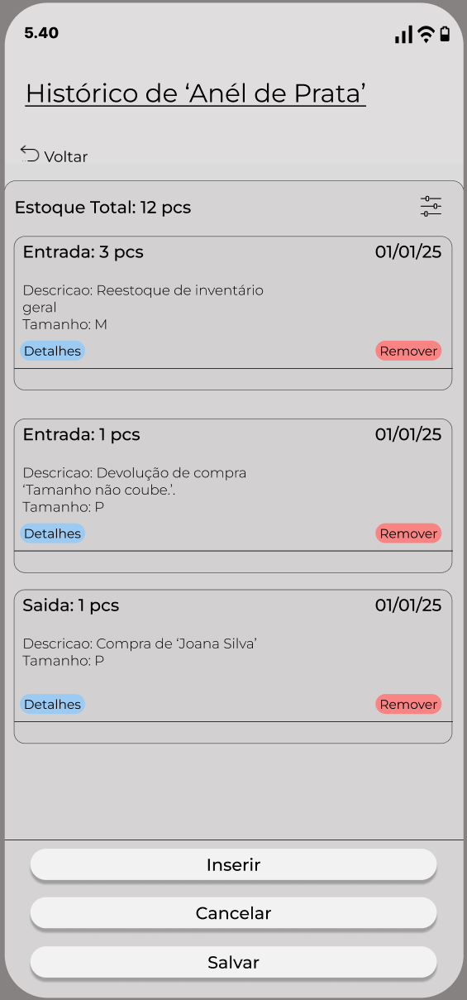 5.40
Histórico de ‘Anél de Prata’
Voltar
Estoque Total: 12 pcs
Entrada: 3 pcs 01/01/25
Descricao: Reestoque de inventário
geral
Tamanho: M
Detalhes Remover
Entrada: 1 pcs 01/01/25
Descricao: Devolução de compra
‘Tamanho não coube.’.
Tamanho: P
Detalhes Remover
Saida: 1 pcs 01/01/25
Descricao: Compra de ‘Joana Silva’
Tamanho: P
Detalhes Remover
Inserir
Cancelar
Salvar